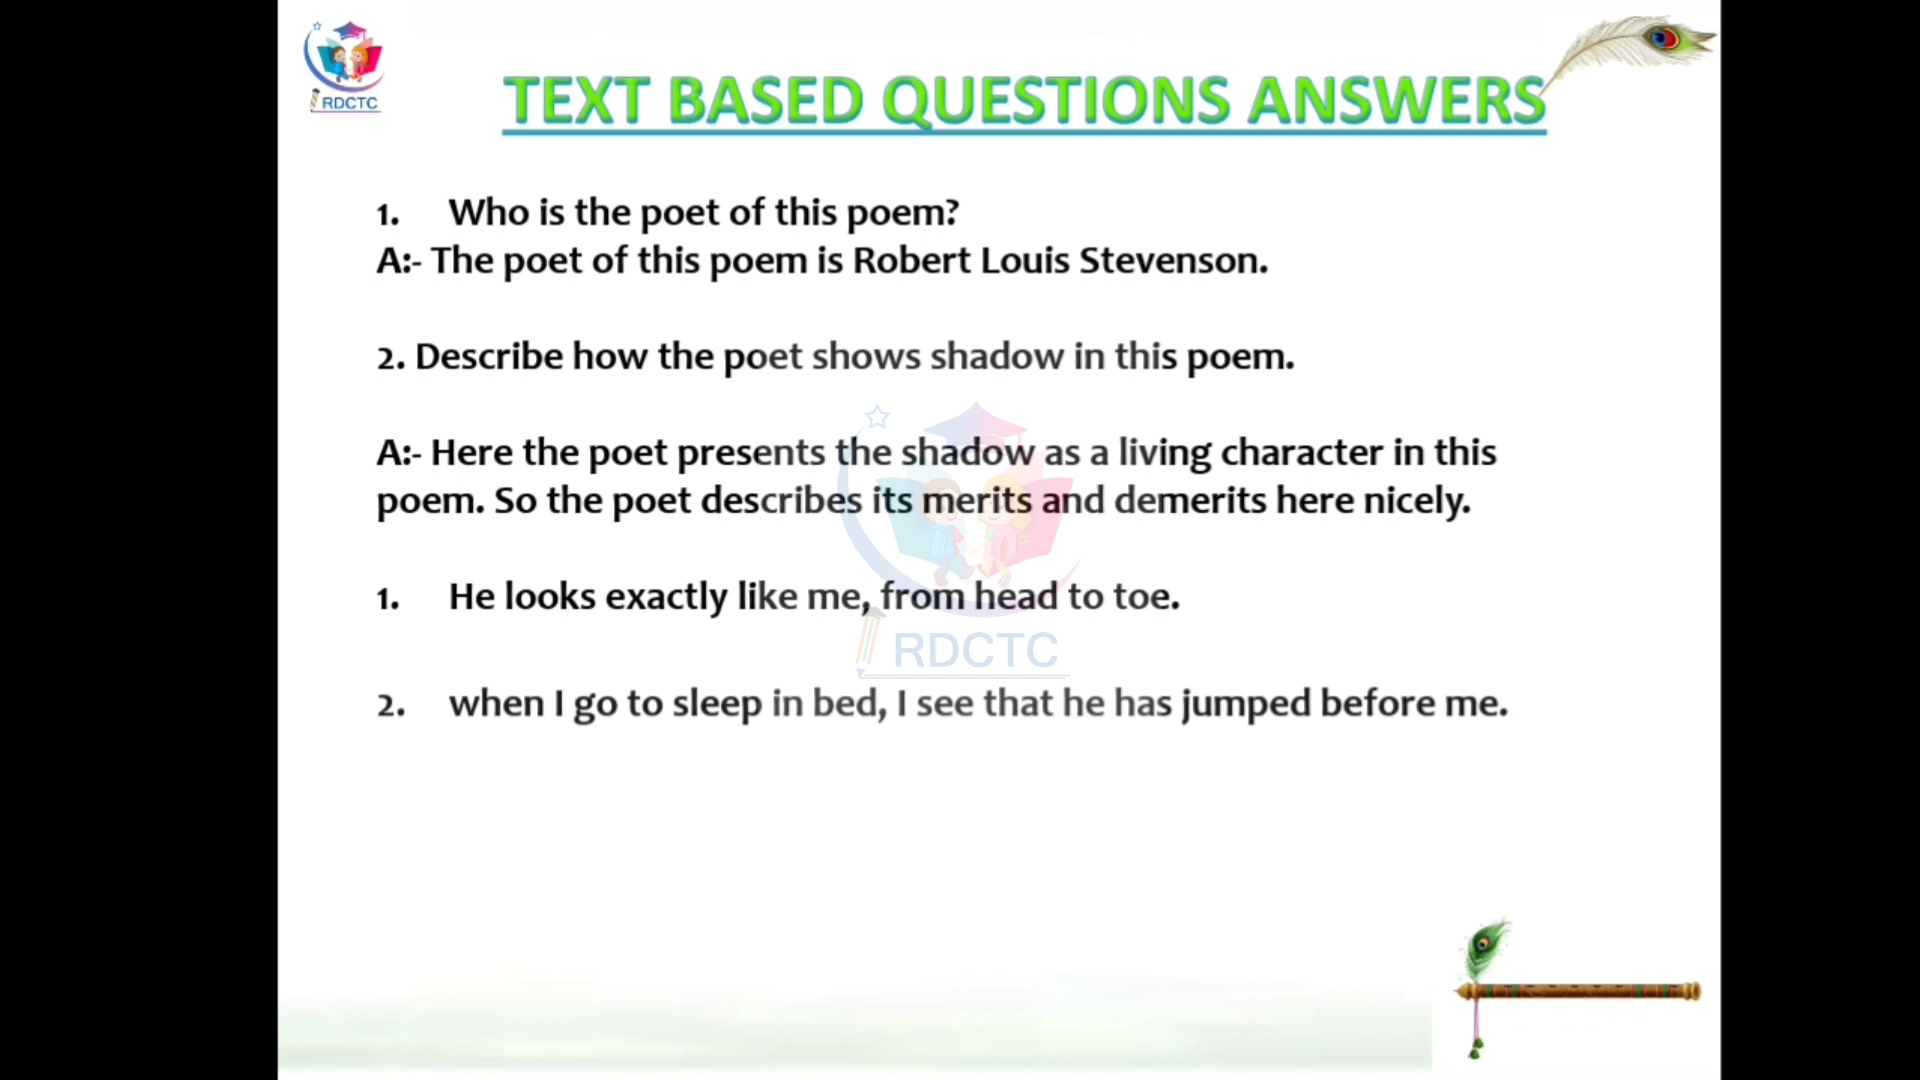 RDCTC
TEXT BASED QUESTIONS ANSWERS
1. Who is the poet of this poem?
A:- The poet of this poem is Robert Louis Stevenson.
2. Describe how the poet shows shadow in this poem.
A:- Here the poet presents the shadow as a living character in this
poem. So the poet describes its merits and demerits here nicely.
1. He looks exactly like me, from head to toe.
RDCTC
2. when I go to sleep in bed, I see that he has jumped before me.